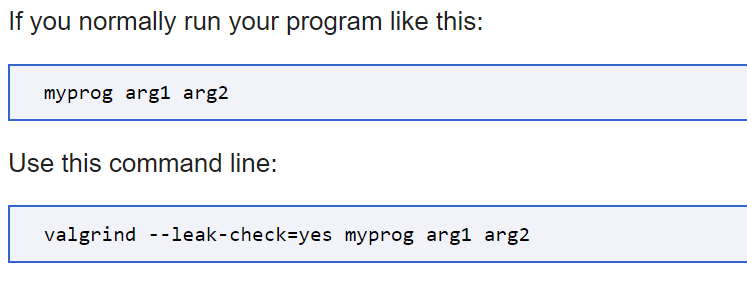 If you normally run your program like this:
myprog arg1 arg2
Use this command line:
valgrind --leak-check=yes myprog arg1 arg2